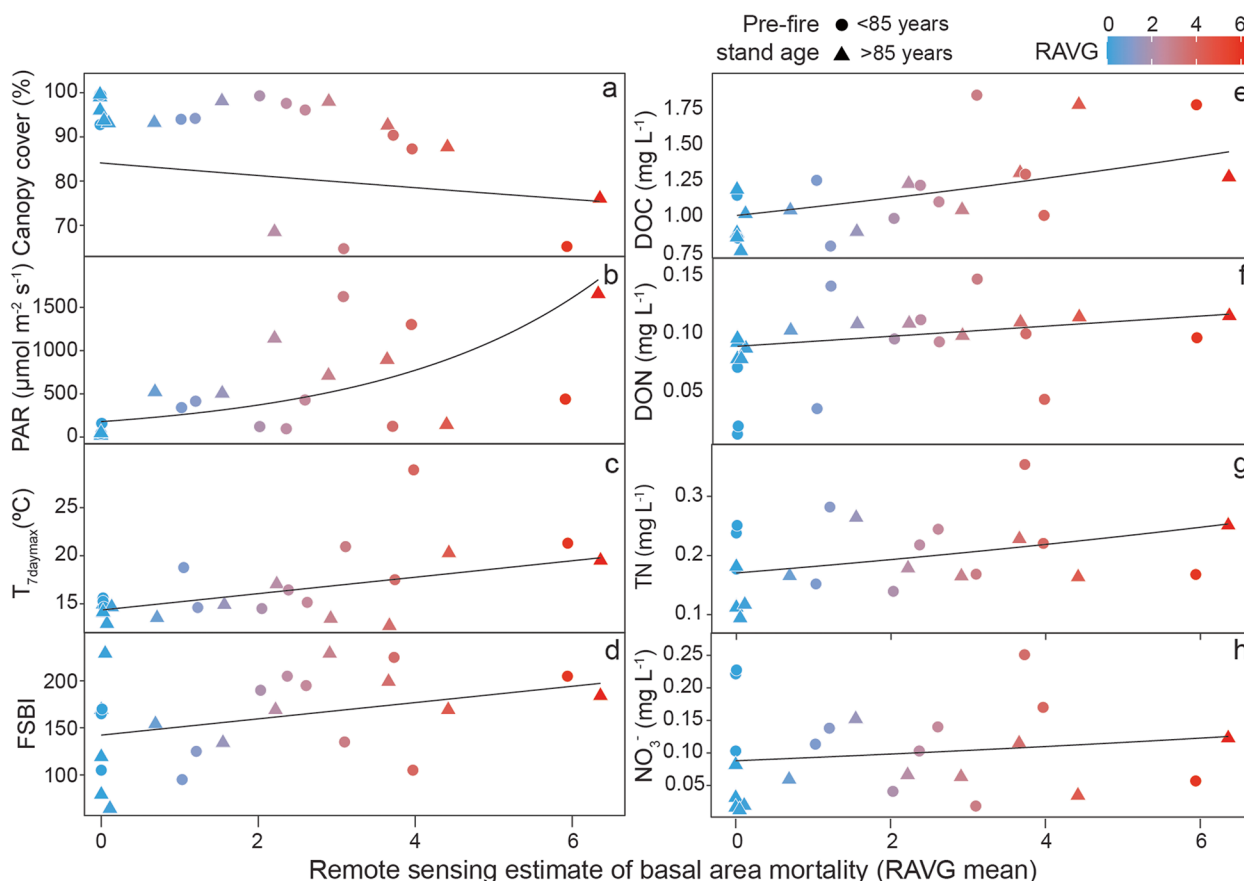 Pre-fire ● <85 years
stand age ▲ >85 years
RAVG
0 2 4 6
a
Canopy cover (%)
100
90
80
70
b
PAR (µmol m⁻² s⁻¹)
1500
1000
500
0
c
T7daymax(ºC)
25
20
15
d
FSBI
200
150
100
0 2 4 6
e
DOC (mg L⁻¹)
1.75
1.50
1.25
1.00
0.75
f
DON (mg L⁻¹)
0.15
0.10
0.05
g
TN (mg L⁻¹)
0.3
0.2
0.1
h
NO₃⁻ (mg L⁻¹)
0.25
0.20
0.15
0.10
0.05
0 2 4 6
Remote sensing estimate of basal area mortality (RAVG mean)